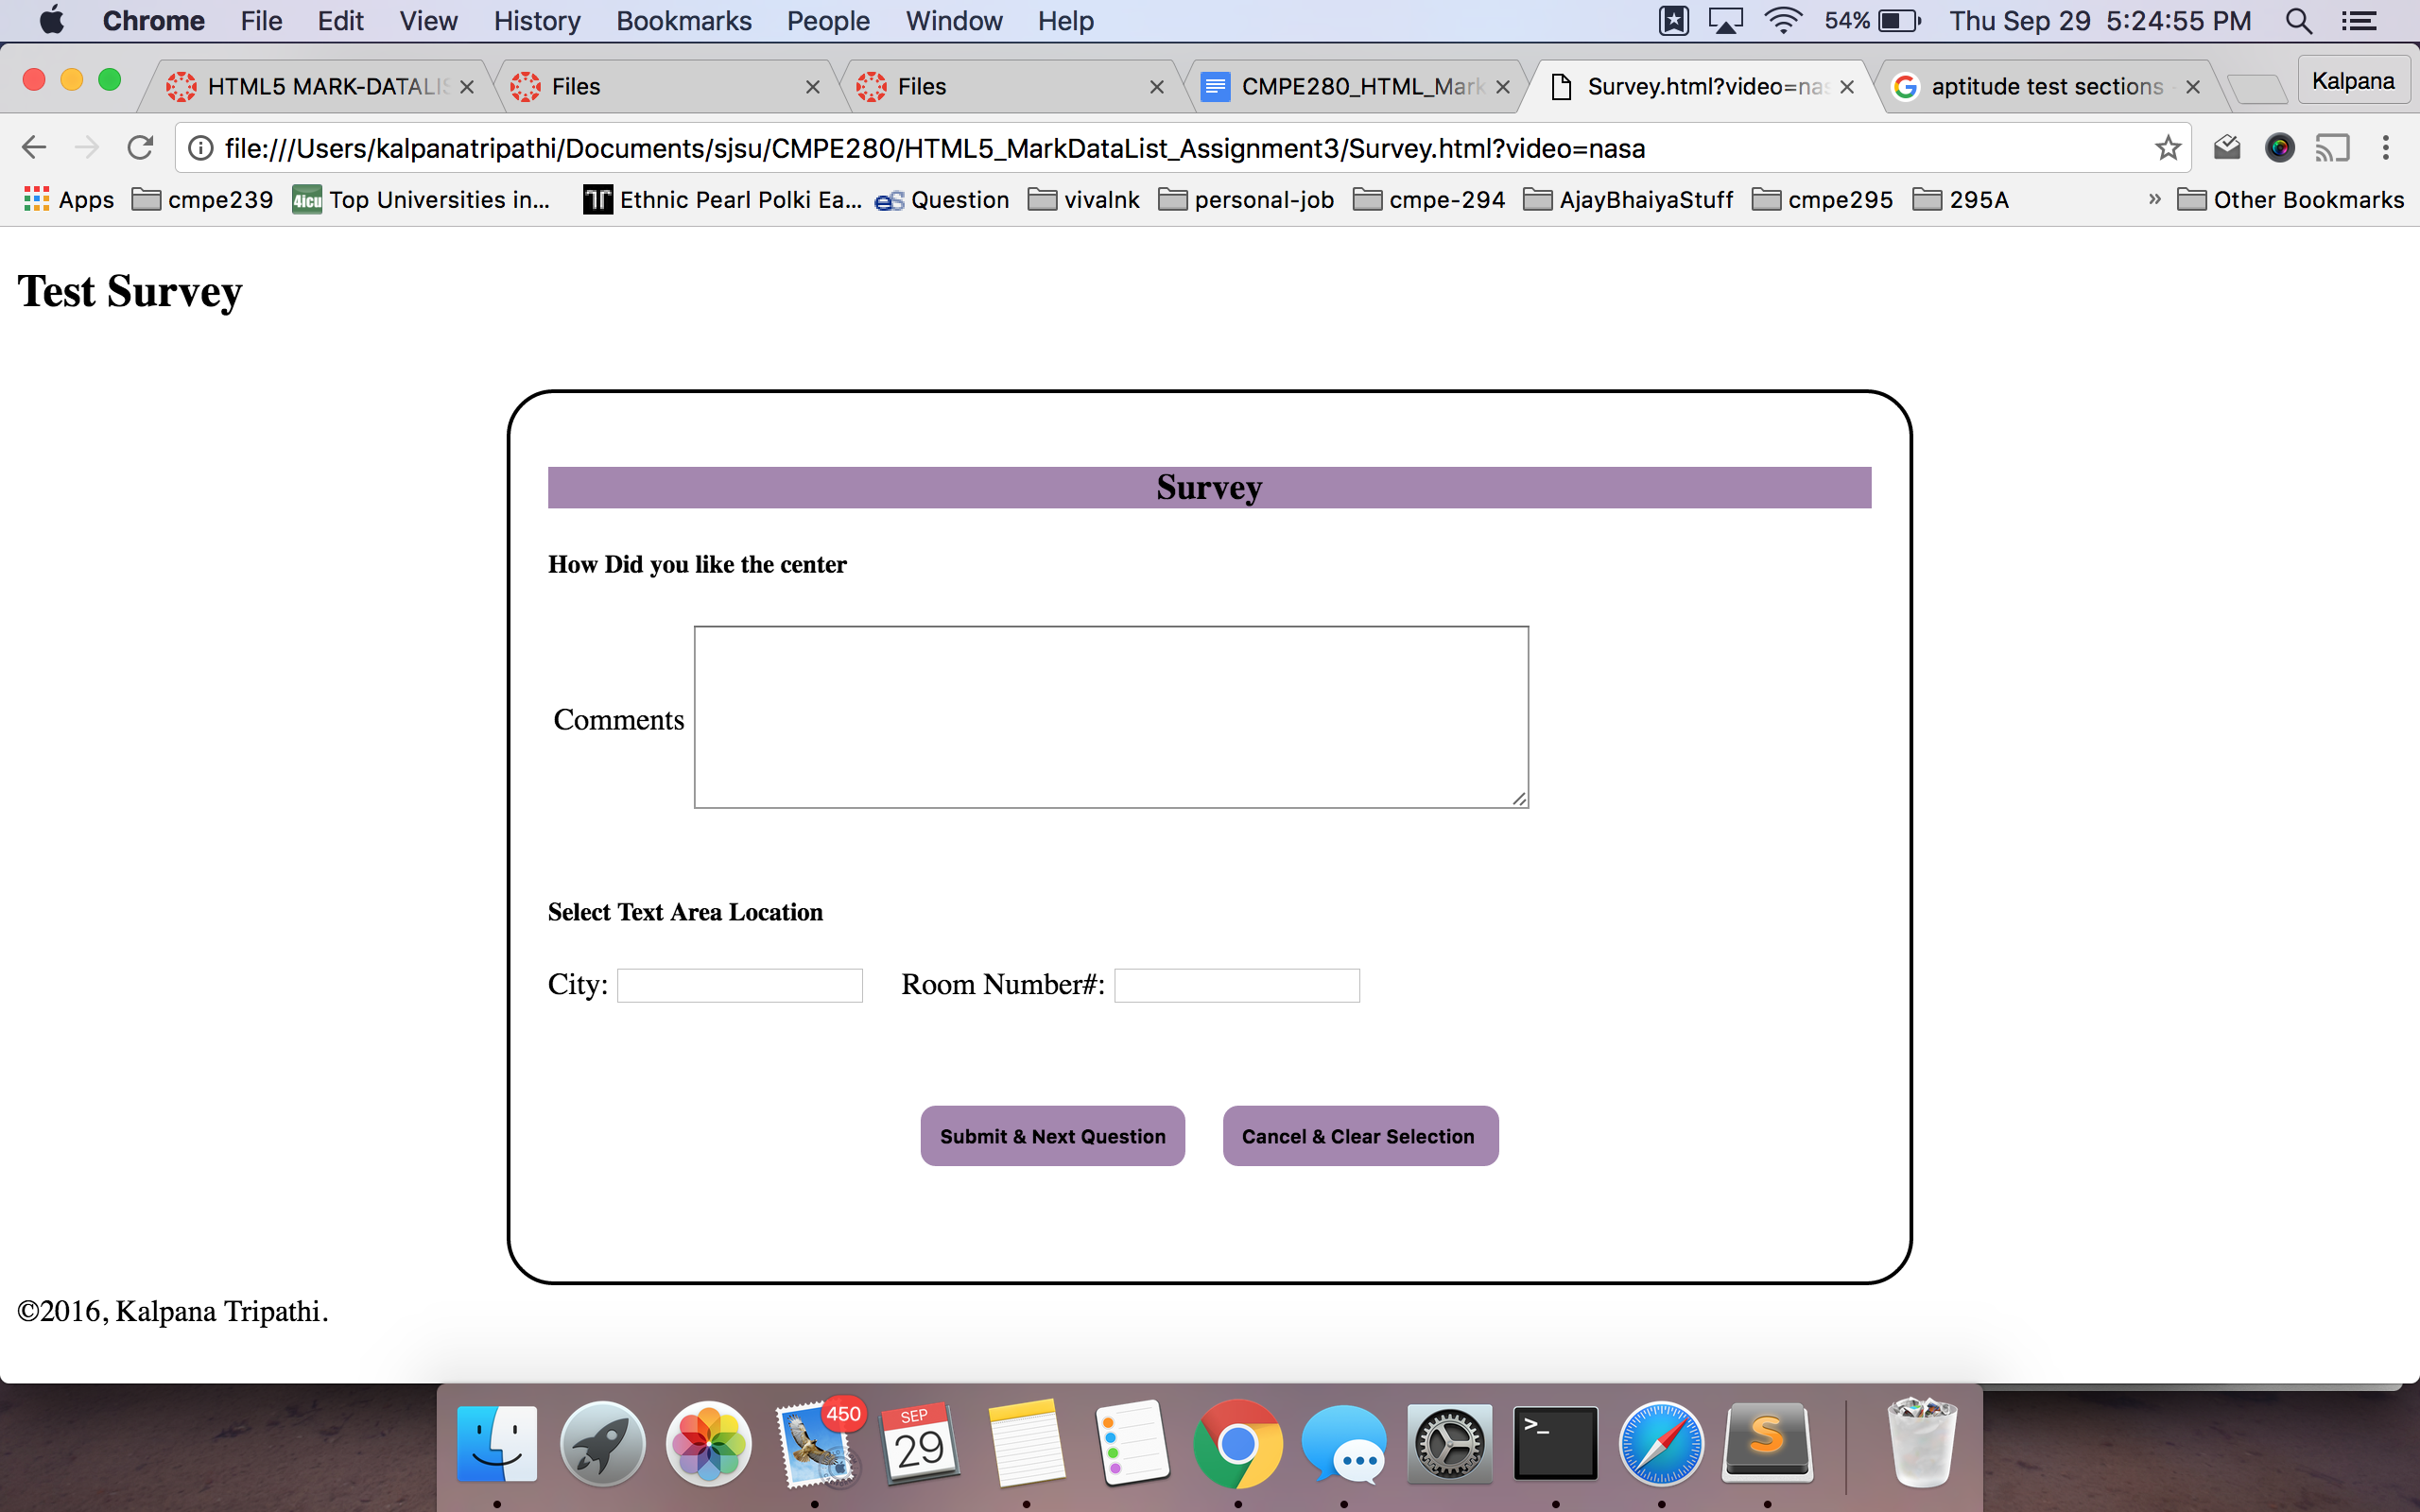 Chrome File Edit View History Bookmarks People Window Help 54% Thu Sep 29 5:24:55 PM
HTML5 MARK-DATALIS Files Files CMPE280_HTML_Mark Survey.html?video=nas aptitude test sections Kalpana
file:///Users/kalpanatripathi/Documents/sjsu/CMPE280/HTML5_MarkDataList_Assignment3/Survey.html?video=nasa
Apps cmpe239 4icu Top Universities in... Ethnic Pearl Polki Ea... eS Question vivalnk personal-job cmpe-294 AjayBhaiyaStuff cmpe295 295A » Other Bookmarks
Test Survey
Survey
How Did you like the center
Comments
Select Text Area Location
City: Room Number#:
Submit & Next Question Cancel & Clear Selection
©2016, Kalpana Tripathi.
450 SEP
29 >_ S